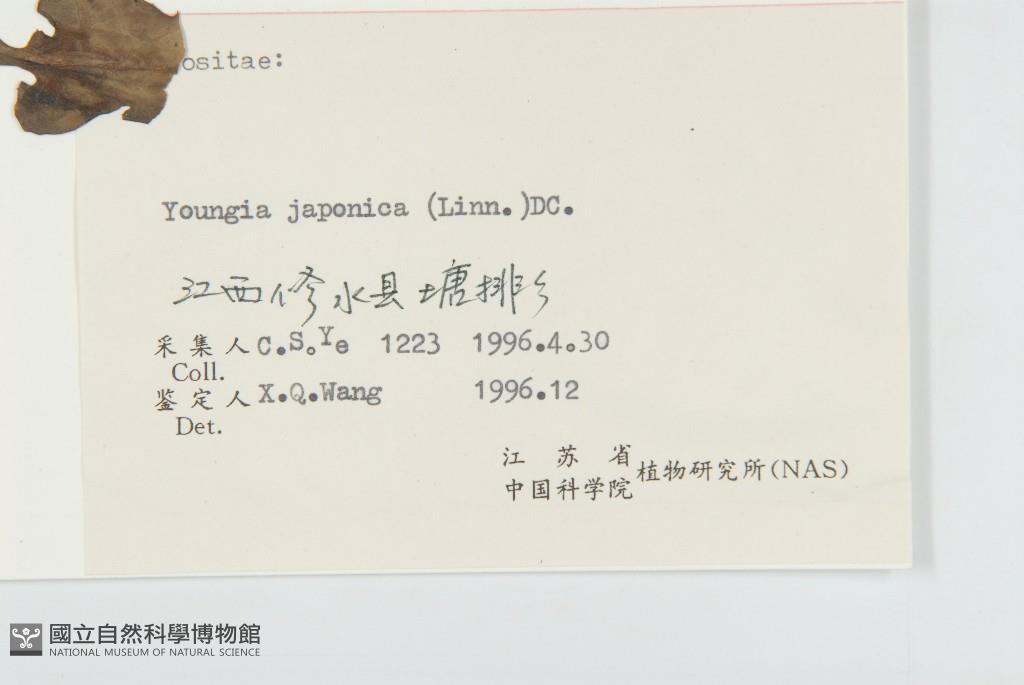 ositae:
Youngia japonica (Linn.)DC.
江西修水县塘排乡
采集人 C.S.Ye 1223 1996.4.30
Coll.
鉴定人 X.Q.Wang 1996.12
Det.
江苏省
中国科学院 植物研究所(NAS)
國立自然科學博物館
NATIONAL MUSEUM OF NATURAL SCIENCE